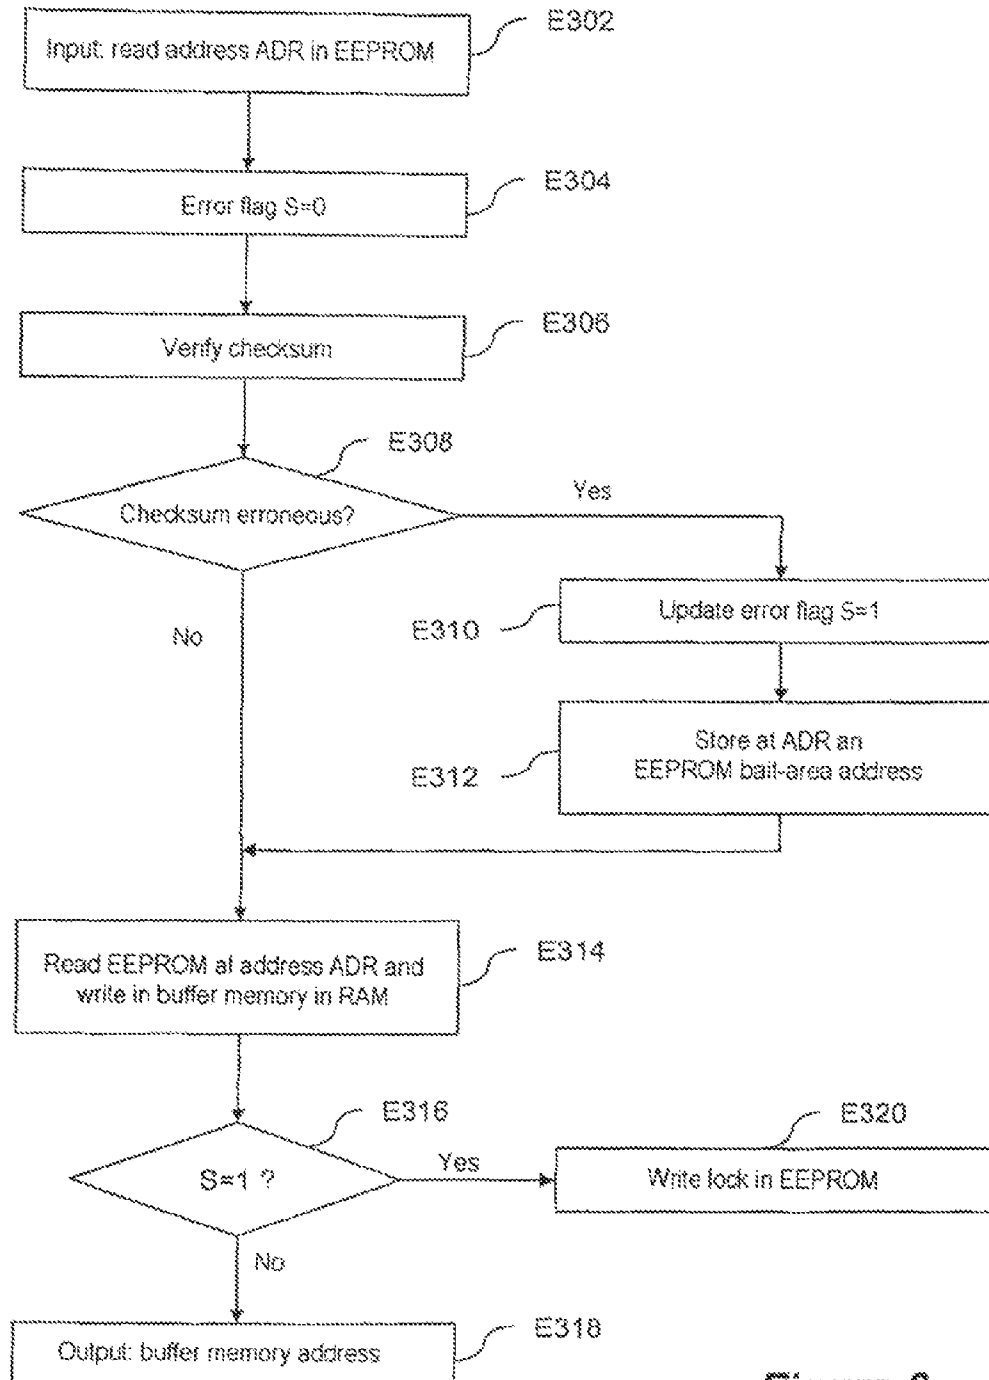 E302
Input: read address ADR in EEPROM
E304
Error flag S=0
E306
Verify checksum
E308
Checksum erroneous?
Yes
No
E310
Update error flag S=1
E312
Store at ADR an
EEPROM bait-area address
E314
Read EEPROM at address ADR and
write in buffer memory in RAM
E316
S=1 ?
Yes
E320
Write lock in EEPROM
No
E318
Output: buffer memory address